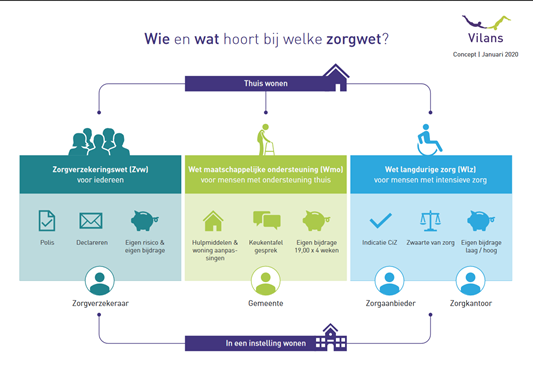 Wie en wat hoort bij welke zorgwet?
Vilans
Concept | Januari 2020
Thuis wonen
Zorgverzekeringswet (Zvw)
voor iedereen
Wet maatschappelijke ondersteuning (Wmo)
voor mensen met ondersteuning thuis
Wet langdurige zorg (Wlz)
voor mensen met intensieve zorg
Polis
Declareren
Eigen risico &
eigen bijdrage
Hulpmiddelen &
woning aanpas-
singen
Keukentafel
gesprek
Eigen bijdrage
19,00 x 4 weken
Indicatie CiZ
Zwaarte van zorg
Eigen bijdrage
laag / hoog
Zorgverzekeraar
Gemeente
Zorgaanbieder
Zorgkantoor
In een instelling wonen